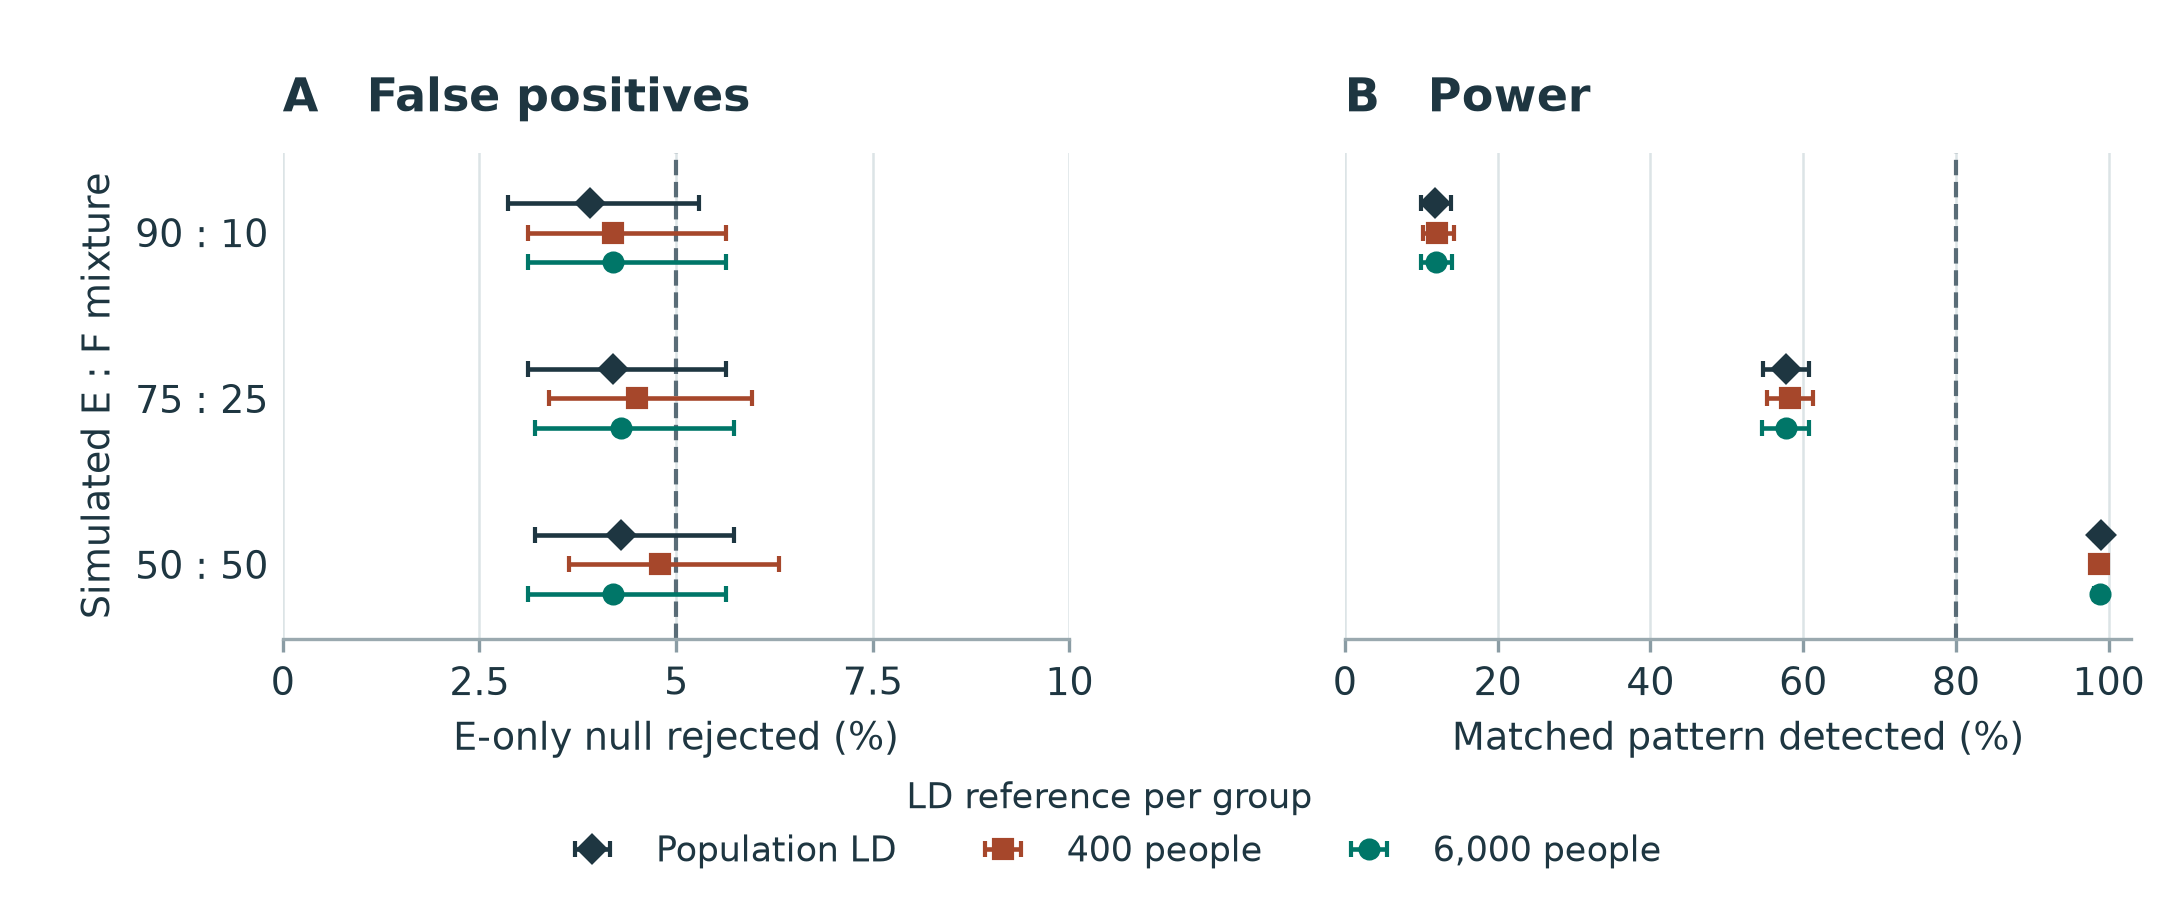 A False positives
B Power
Simulated E : F mixture
90 : 10
75 : 25
50 : 50
0 2.5 5 7.5 10
E-only null rejected (%)
0 20 40 60 80 100
Matched pattern detected (%)
LD reference per group
Population LD 400 people 6,000 people